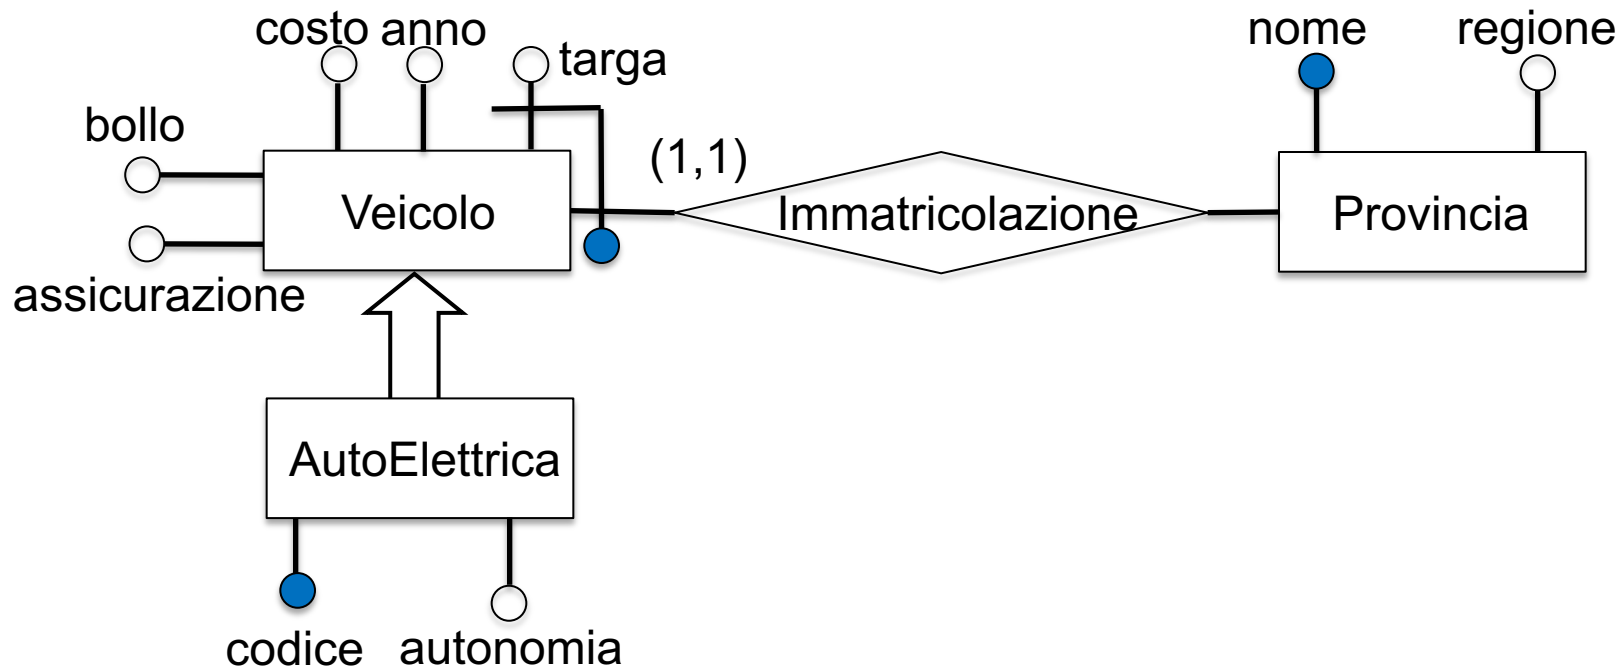 costo anno
targa
nome
regione
bollo
(1,1)
Veicolo
Immatricolazione
Provincia
assicurazione
AutoElettrica
codice
autonomia